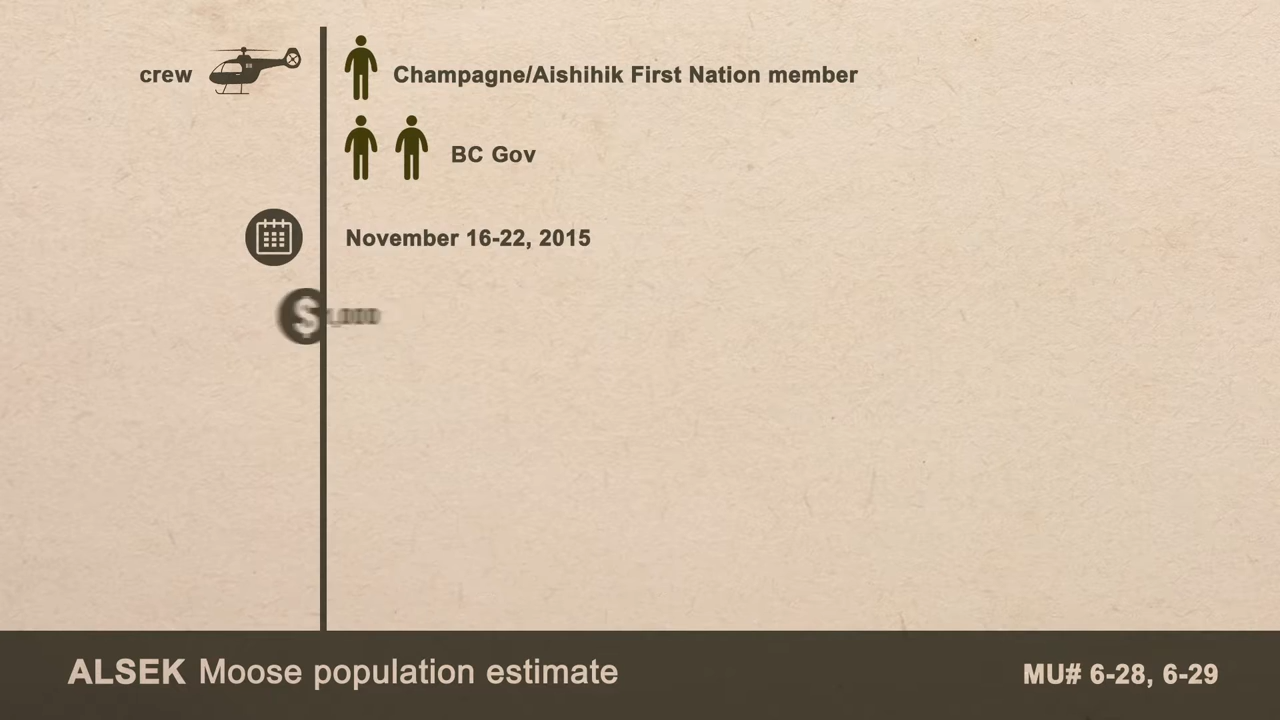 crew
Champagne/Aishihik First Nation member
BC Gov
November 16-22, 2015
$
ALSEK Moose population estimate
MU# 6-28, 6-29